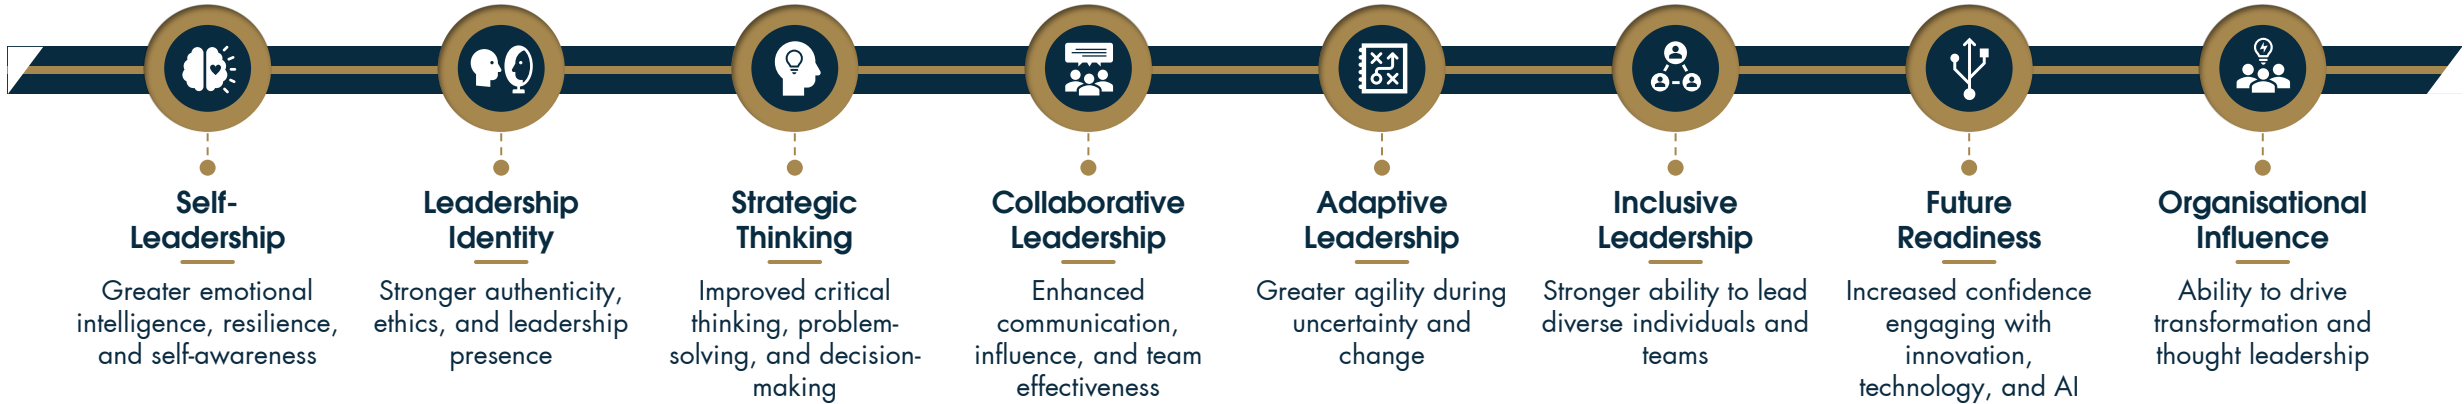 Self-
Leadership
Greater emotional
intelligence, resilience,
and self-awareness
Leadership
Identity
Stronger authenticity,
ethics, and leadership
presence
Strategic
Thinking
Improved critical
thinking, problem-
solving, and decision-
making
Collaborative
Leadership
Enhanced
communication,
influence, and team
effectiveness
Adaptive
Leadership
Greater agility during
uncertainty and
change
Inclusive
Leadership
Stronger ability to lead
diverse individuals and
teams
Future
Readiness
Increased confidence
engaging with
innovation,
technology, and AI
Organisational
Influence
Ability to drive
transformation and
thought leadership